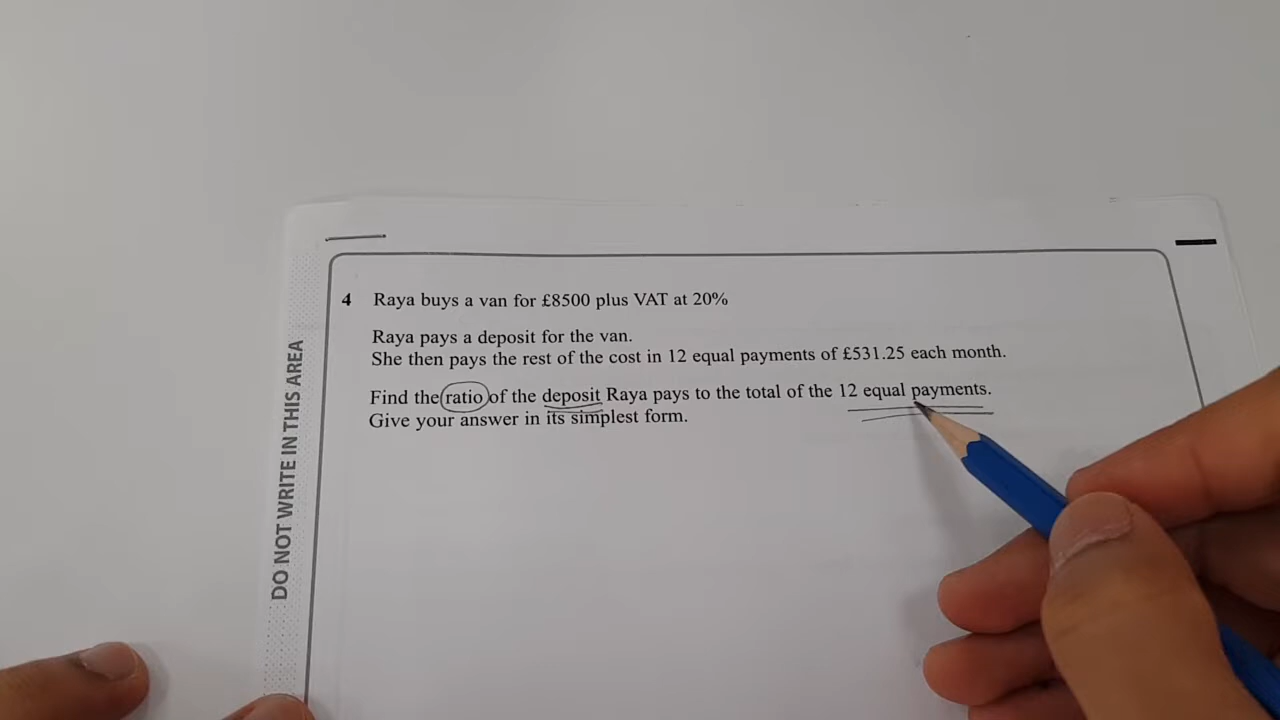 4 Raya buys a van for £8500 plus VAT at 20%
Raya pays a deposit for the van.
She then pays the rest of the cost in 12 equal payments of £531.25 each month.
Find the ratio of the deposit Raya pays to the total of the 12 equal payments.
Give your answer in its simplest form.
DO NOT WRITE IN THIS AREA